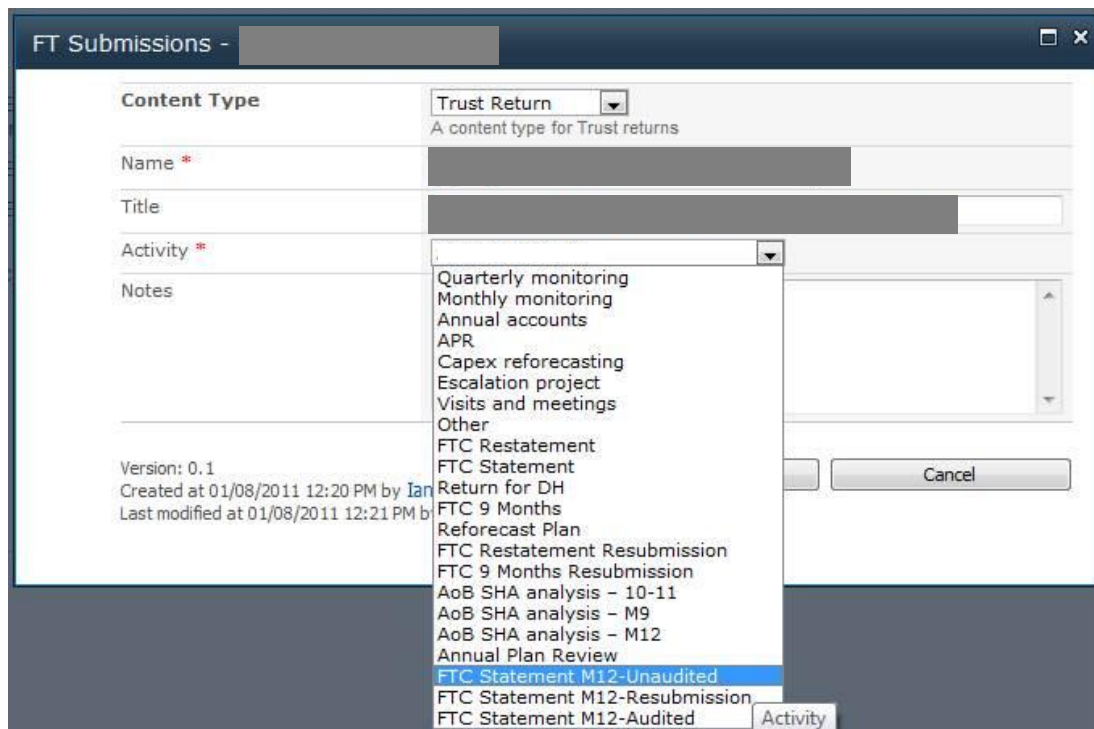 FT Submissions -
Content Type
Trust Return
A content type for Trust returns
Name *
Title
Activity *
Notes
Quarterly monitoring
Monthly monitoring
Annual accounts
APR
Capex reforecasting
Escalation project
Visits and meetings
Other
FTC Restatement
FTC Statement
Return for DH
FTC 9 Months
Reforecast Plan
FTC Restatement Resubmission
FTC 9 Months Resubmission
AoB SHA analysis – 10-11
AoB SHA analysis – M9
AoB SHA analysis – M12
Annual Plan Review
FTC Statement M12-Unaudited
FTC Statement M12-Resubmission
FTC Statement M12-Audited
Activity
Version: 0.1
Created at 01/08/2011 12:20 PM by Ian
Last modified at 01/08/2011 12:21 PM by
Cancel